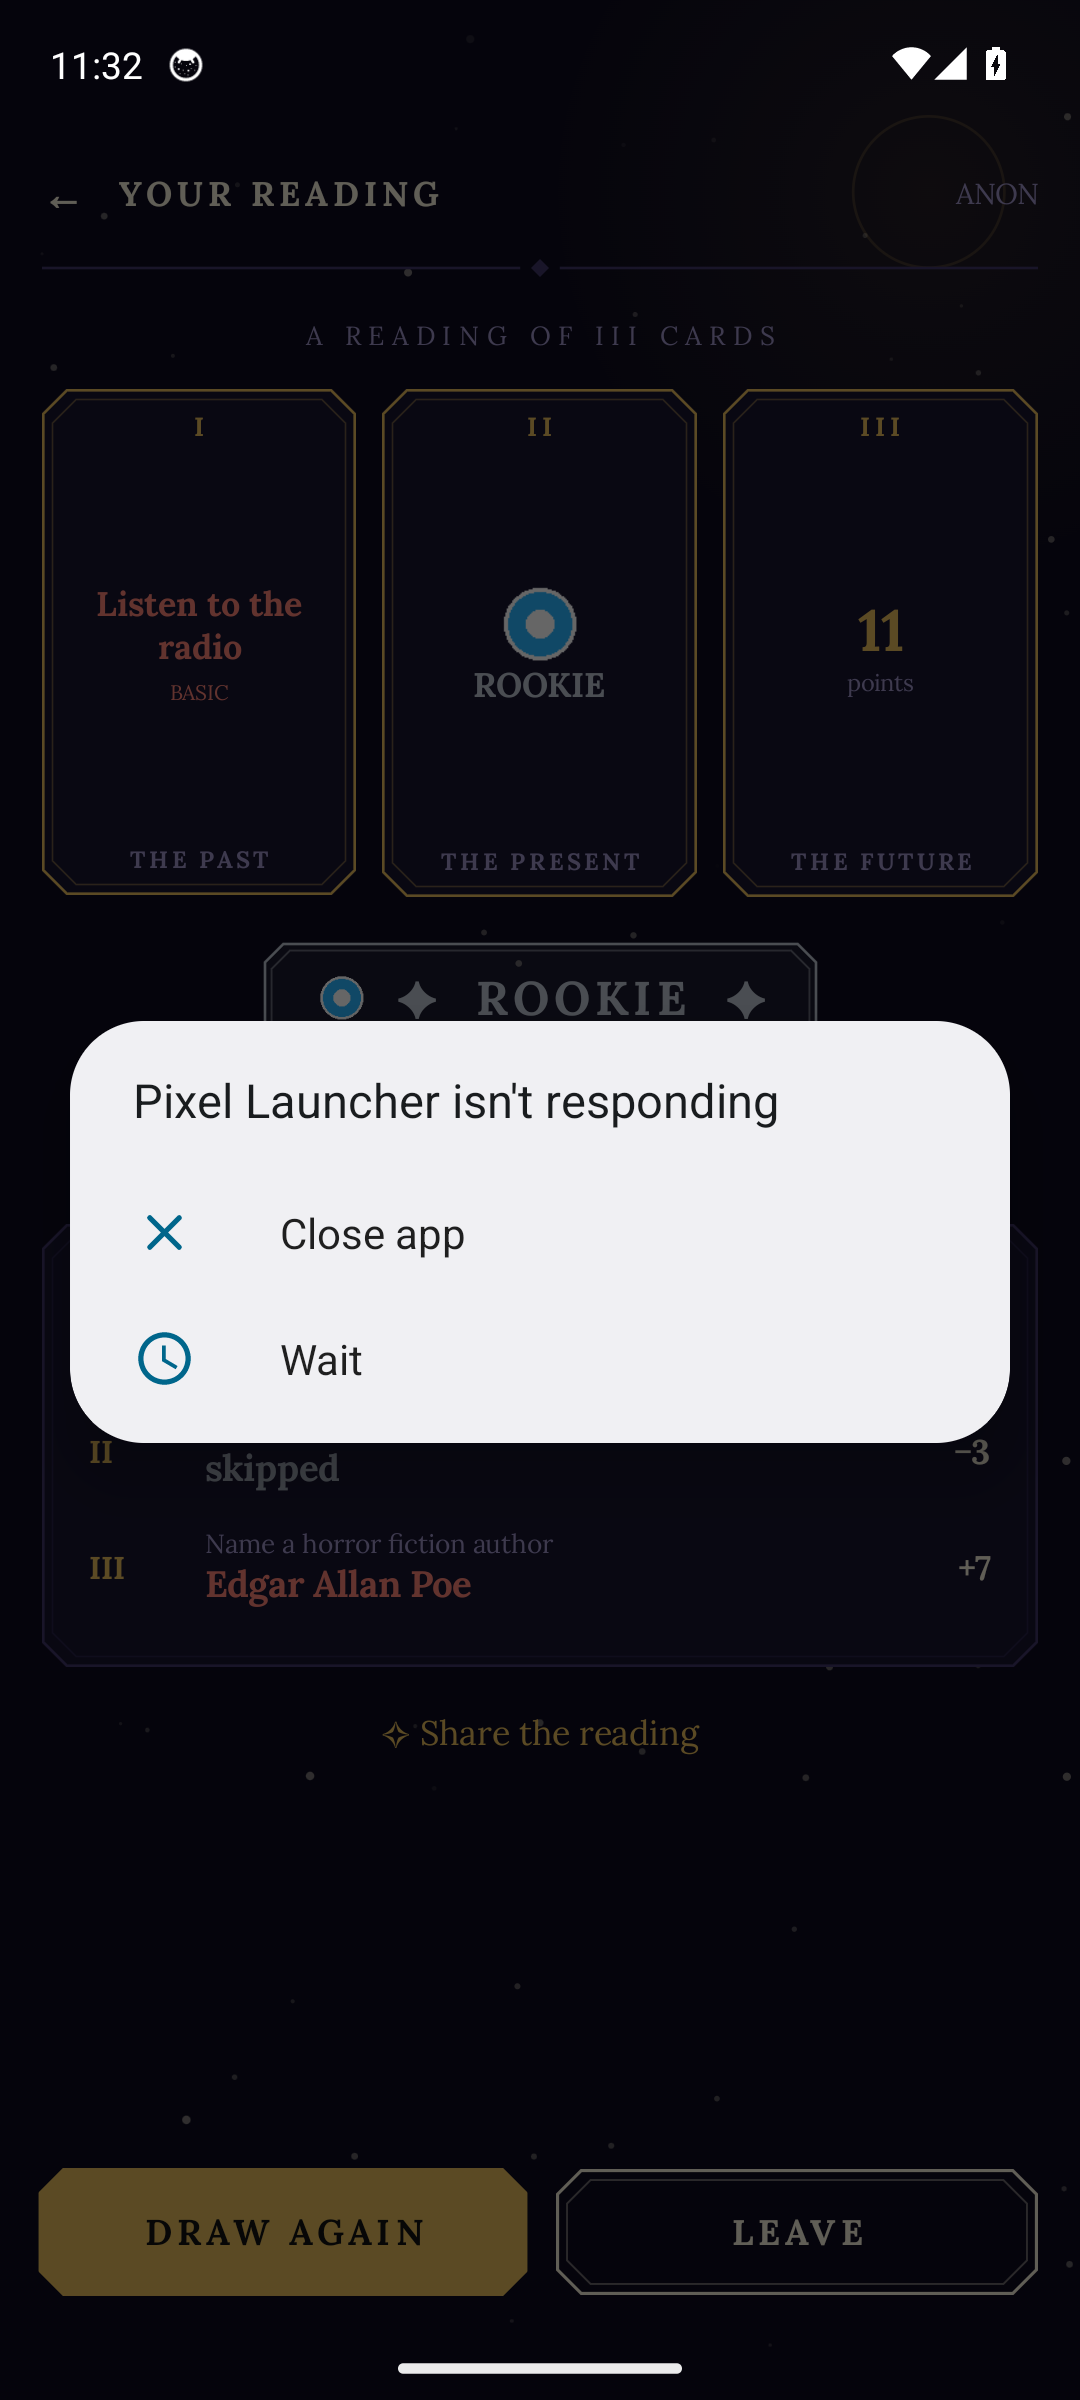 11:32
← YOUR READING
ANON
A READING OF III CARDS
I
II
III
Listen to the
radio
BASIC
ROOKIE
11
points
THE PAST
THE PRESENT
THE FUTURE
ROOKIE
Pixel Launcher isn't responding
Close app
Wait
II
skipped
−3
Name a horror fiction author
III
Edgar Allan Poe
+7
Share the reading
DRAW AGAIN
LEAVE